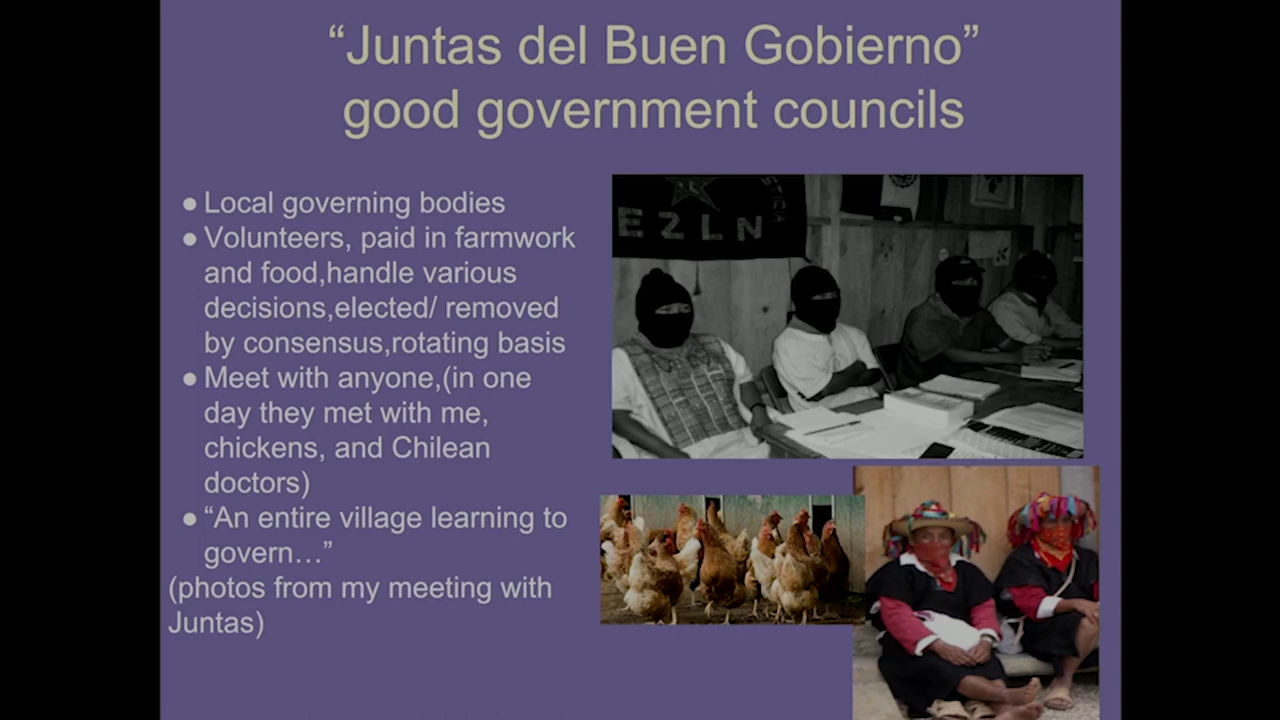 “Juntas del Buen Gobierno”
good government councils
● Local governing bodies
● Volunteers, paid in farmwork
and food,handle various
decisions,elected/ removed
by consensus,rotating basis
● Meet with anyone,(in one
day they met with me,
chickens, and Chilean
doctors)
● “An entire village learning to
govern…”
(photos from my meeting with
Juntas)
EZLN
STICIA